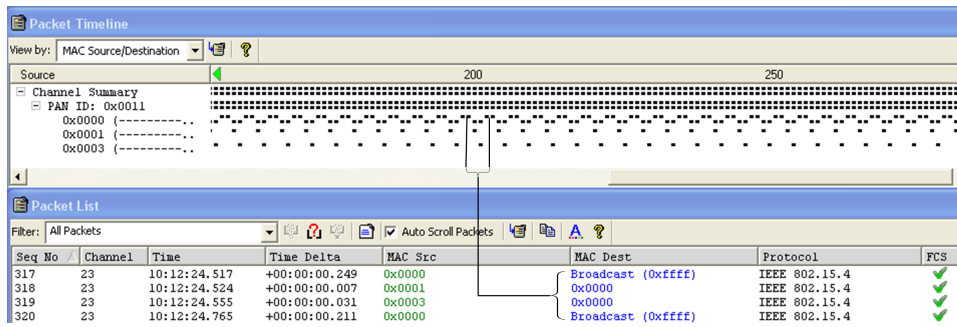 Packet Timeline
View by: MAC Source/Destination
Source 200 250
Channel Summary
PAN ID: 0x0011
0x0000 (---------..
0x0001 (---------..
0x0003 (---------..
Packet List
Filter: All Packets Auto Scroll Packets A
Seq No Channel Time Time Delta MAC Src MAC Dest Protocol FCS
317 23 10:12:24.517 +00:00:00.249 0x0000 Broadcast (0xffff) IEEE 802.15.4
318 23 10:12:24.524 +00:00:00.007 0x0001 0x0000 IEEE 802.15.4
319 23 10:12:24.555 +00:00:00.031 0x0003 0x0000 IEEE 802.15.4
320 23 10:12:24.765 +00:00:00.211 0x0000 Broadcast (0xffff) IEEE 802.15.4